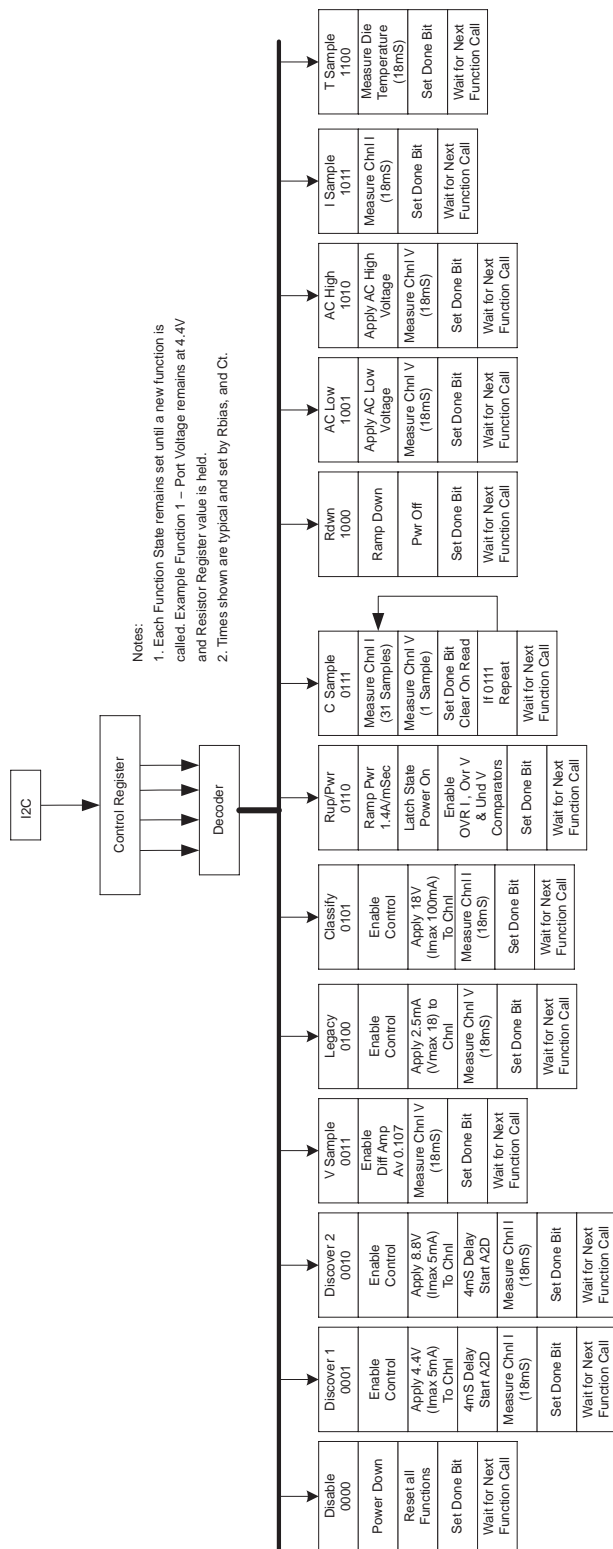 I2C
Control Register
Decoder
Notes:
1. Each Function State remains set until a new function is
called. Example Function 1 – Port Voltage remains at 4.4V
and Resistor Register value is held.
2. Times shown are typical and set by Rbias, and Ct.
Disable
0000
Power Down
Reset all
Functions
Set Done Bit
Wait for Next
Function Call
Discover 1
0001
Enable
Control
Apply 4.4V
(Imax 5mA)
To Chnl
4mS Delay
Start A2D
Measure Chnl I
(18mS)
Set Done Bit
Wait for Next
Function Call
Discover 2
0010
Enable
Control
Apply 8.8V
(Imax 5mA)
To Chnl
4mS Delay
Start A2D
Measure Chnl I
(18mS)
Set Done Bit
Wait for Next
Function Call
V Sample
0011
Enable
Diff Amp
Av 0.107
Measure Chnl V
(18mS)
Set Done Bit
Wait for Next
Function Call
Legacy
0100
Enable
Control
Apply 2.5mA
(Vmax 18) to
Chnl
Measure Chnl V
(18mS)
Set Done Bit
Wait for Next
Function Call
Classify
0101
Enable
Control
Apply 18V
(Imax 100mA)
To Chnl
Measure Chnl I
(18mS)
Set Done Bit
Wait for Next
Function Call
Rup/Pwr
0110
Ramp Pwr
1.4A/mSec
Latch State
Power On
Enable
OVR I, Ovr V
& Und V
Comparators
Set Done Bit
Wait for Next
Function Call
C Sample
0111
Measure Chnl I
(31 Samples)
Measure Chnl V
(1 Sample)
Set Done Bit
Clear On Read
If 0111
Repeat
Wait for Next
Function Call
Rdwn
1000
Ramp Down
Pwr Off
Set Done Bit
Wait for Next
Function Call
AC Low
1001
Apply AC Low
Voltage
Measure Chnl V
(18mS)
Set Done Bit
Wait for Next
Function Call
AC High
1010
Apply AC High
Voltage
Measure Chnl V
(18mS)
Set Done Bit
Wait for Next
Function Call
I Sample
1011
Measure Chnl I
(18mS)
Set Done Bit
Wait for Next
Function Call
T Sample
1100
Measure Die
Temperature
(18mS)
Set Done Bit
Wait for Next
Function Call